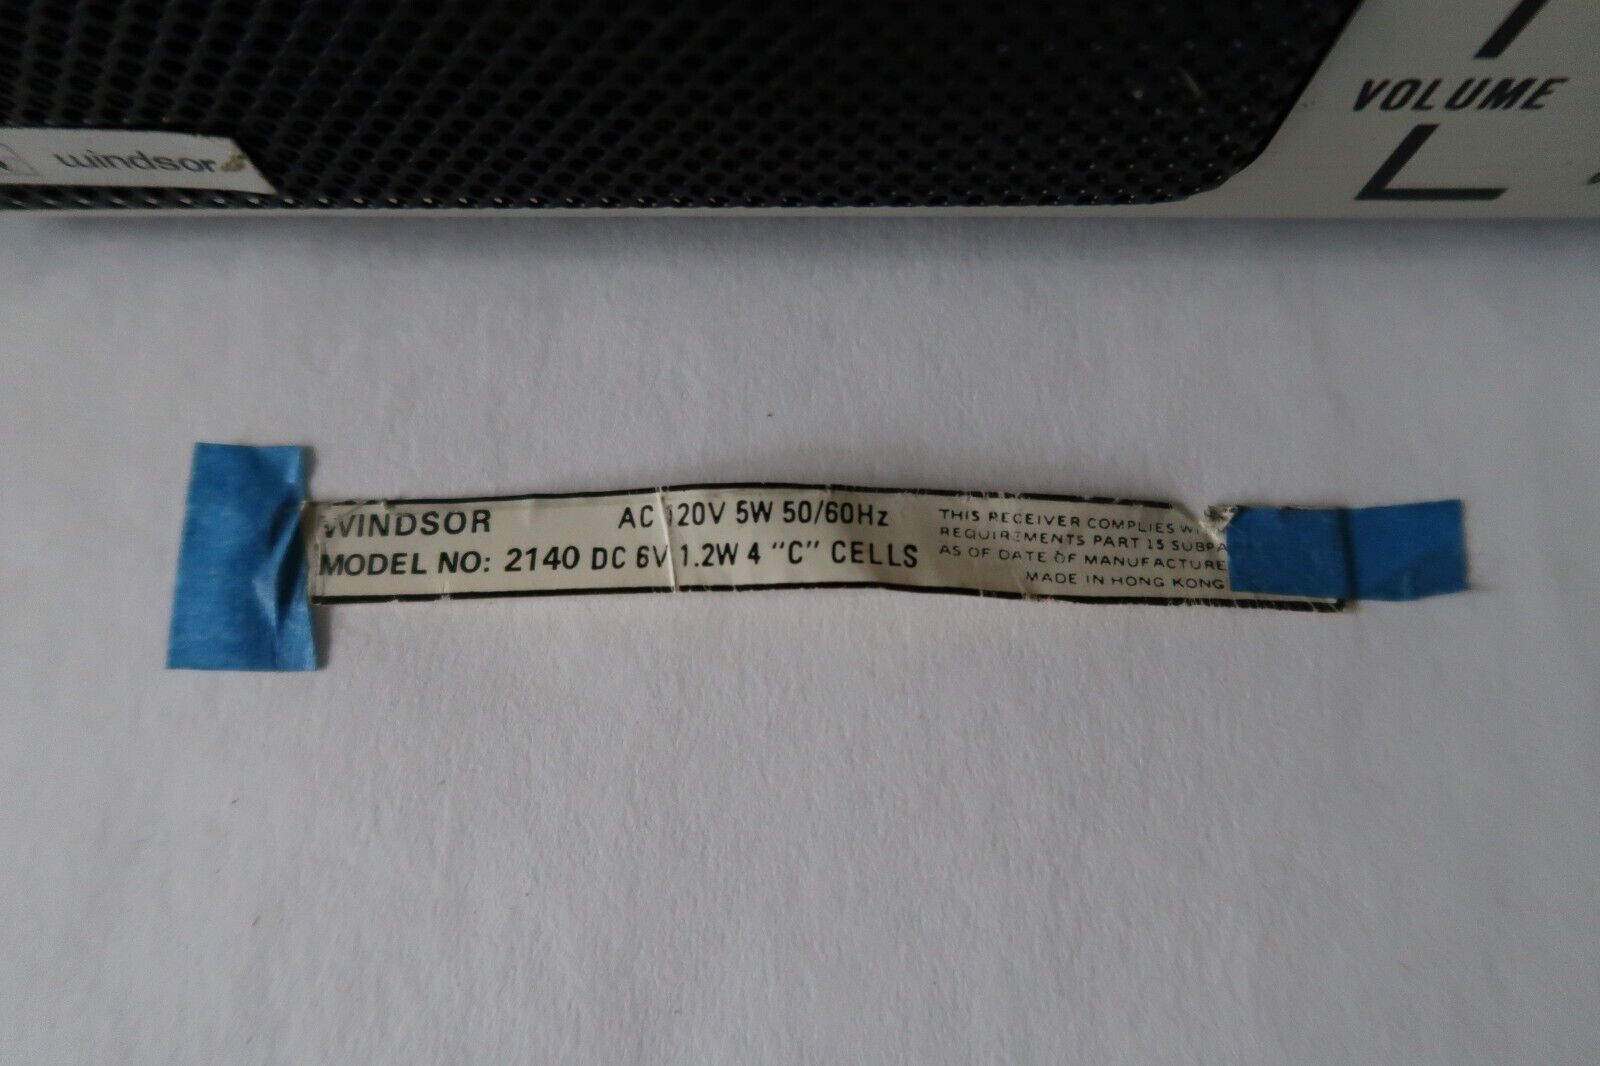 VOLUME
windsor
WINDSOR AC 120V 5W 50/60Hz
MODEL NO: 2140 DC 6V 1.2W 4 "C" CELLS
THIS RECEIVER COMPLIES
REQUIREMENTS PART 15
AS OF DATE OF MANUFACTURE
MADE IN HONG KONG